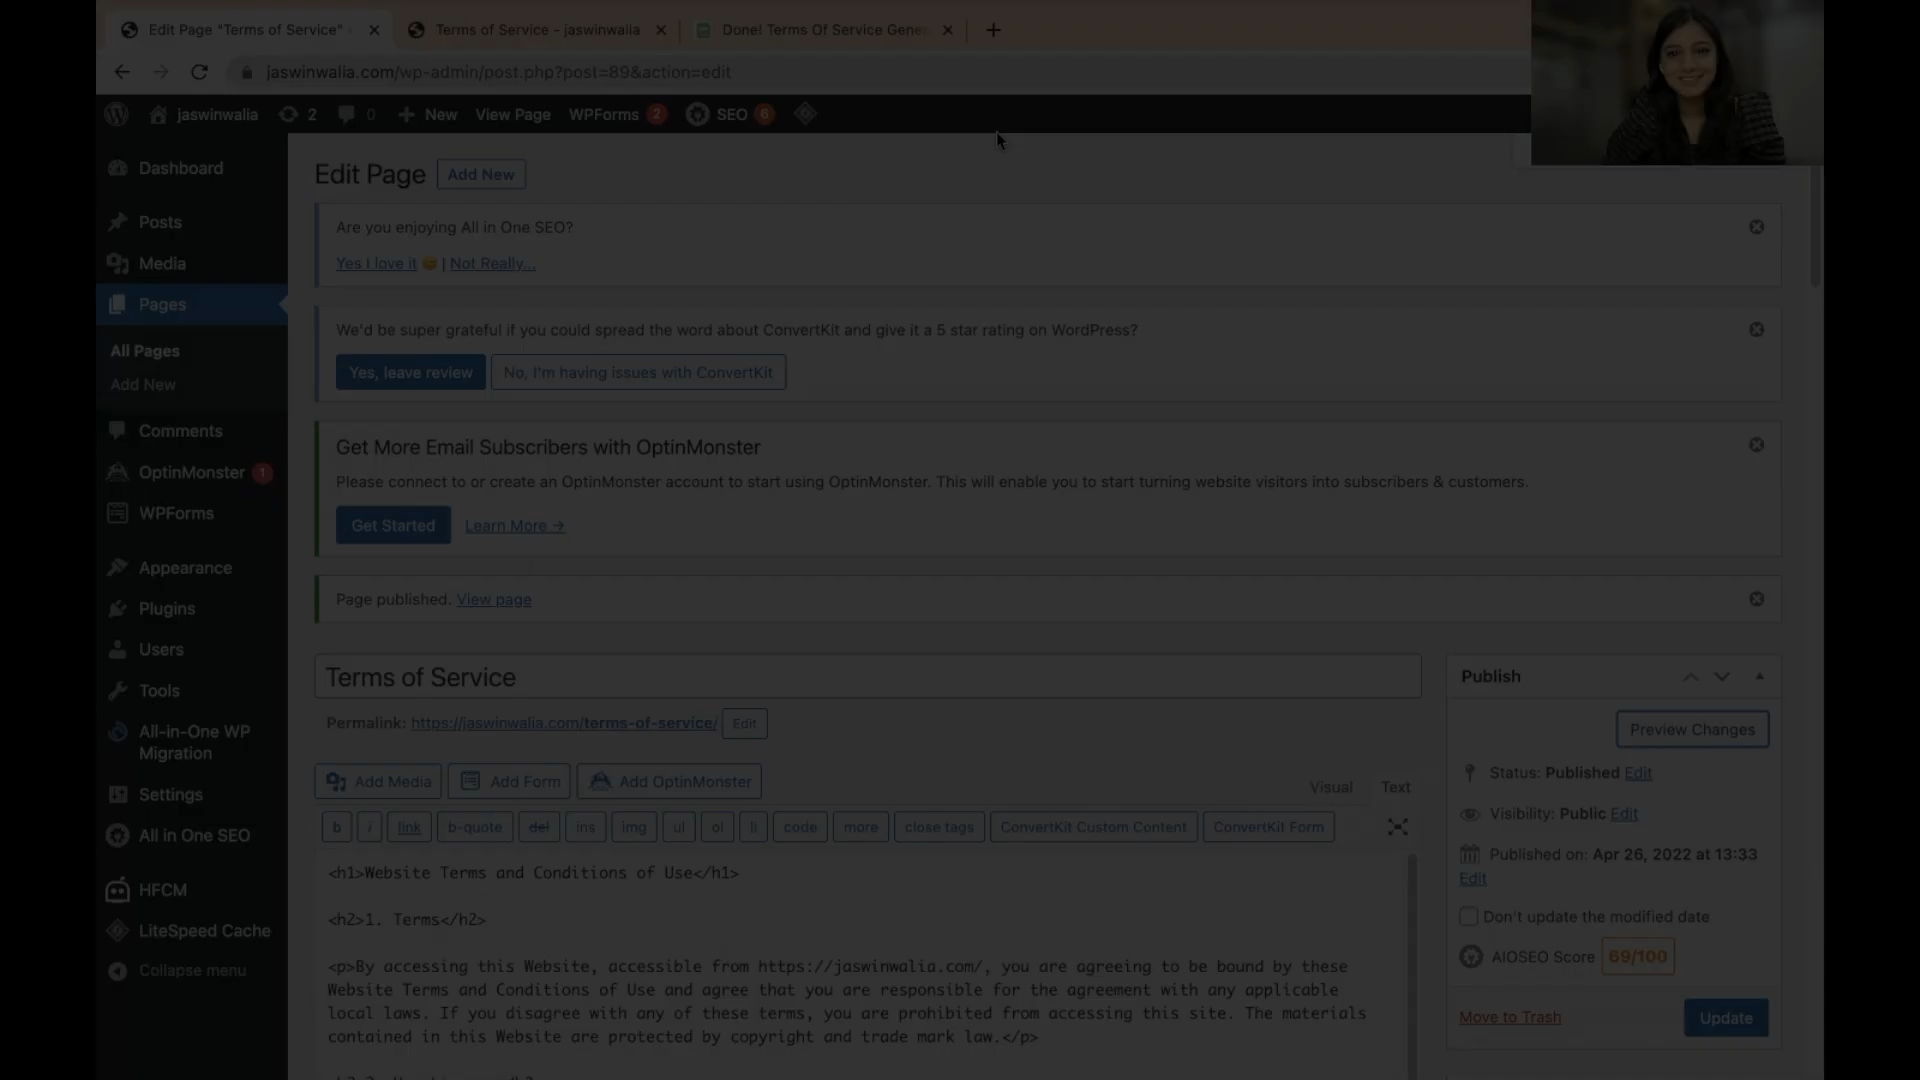 Edit Page "Terms of Service"
Terms of Service - jaswinwalia
Done! Terms Of Service Gene
jaswinwalia.com/wp-admin/post.php?post=89&action=edit
jaswinwalia
2
0
New
View Page
WPForms 2
SEO 6
Dashboard
Posts
Media
Pages
All Pages
Add New
Comments
OptinMonster 1
WPForms
Appearance
Plugins
Users
Tools
All-in-One WP
Migration
Settings
All in One SEO
HFCM
LiteSpeed Cache
Collapse menu
Edit Page
Add New
Are you enjoying All in One SEO?
Yes I love it | Not Really...
We'd be super grateful if you could spread the word about ConvertKit and give it a 5 star rating on WordPress?
Yes, leave review
No, I'm having issues with ConvertKit
Get More Email Subscribers with OptinMonster
Please connect to or create an OptinMonster account to start using OptinMonster. This will enable you to start turning website visitors into subscribers & customers.
Get Started
Learn More →
Page published. View page
Terms of Service
Permalink: https://jaswinwalia.com/terms-of-service/ Edit
Add Media
Add Form
Add OptinMonster
Visual
Text
b
i
link
b-quote
del
ins
img
ul
ol
li
code
more
close tags
ConvertKit Custom Content
ConvertKit Form
<h1>Website Terms and Conditions of Use</h1>
<h2>1. Terms</h2>
<p>By accessing this Website, accessible from https://jaswinwalia.com/, you are agreeing to be bound by these
Website Terms and Conditions of Use and agree that you are responsible for the agreement with any applicable
local laws. If you disagree with any of these terms, you are prohibited from accessing this site. The materials
contained in this Website are protected by copyright and trade mark law.</p>
Publish
Preview Changes
Status: Published Edit
Visibility: Public Edit
Published on: Apr 26, 2022 at 13:33
Edit
Don't update the modified date
AIOSEO Score 69/100
Move to Trash
Update